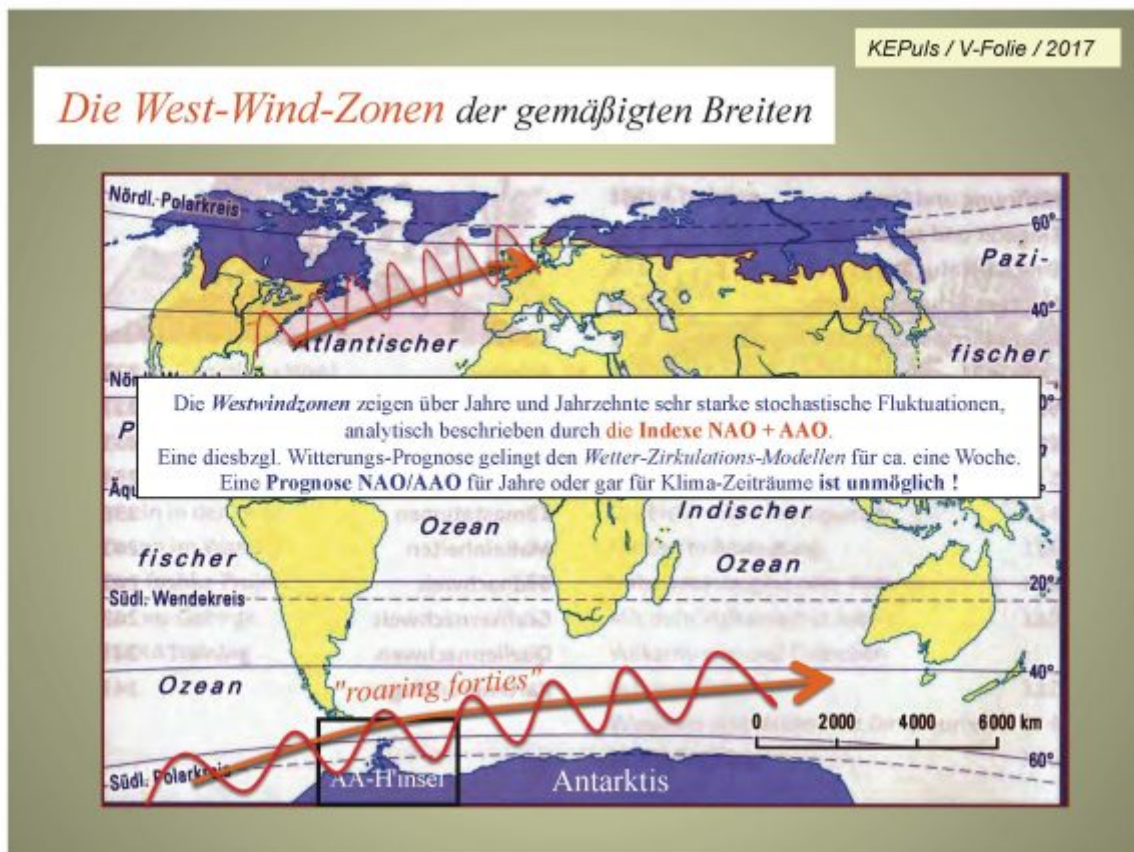 KEPuls / V-Folie / 2017
Die West-Wind-Zonen der gemäßigten Breiten
Nördl. Polarkreis
60°
Pazi-
40°
Atlantischer
fischer
Nörd
Die Westwindzonen zeigen über Jahre und Jahrzehnte sehr starke stochastische Fluktuationen,
analytisch beschrieben durch die Indexe NAO + AAO.
Eine diesbzgl. Witterungs-Prognose gelingt den Wetter-Zirkulations-Modellen für ca. eine Woche.
Eine Prognose NAO/AAO für Jahre oder gar für Klima-Zeiträume ist unmöglich !
P
0°
Äqu
Ozean
Indischer
fischer
Ozean
20°
Südl. Wendekreis
Ozean
"roaring forties"
40°
0 2000 4000 6000 km
60°
Südl. Polarkreis
AA-H'insel
Antarktis